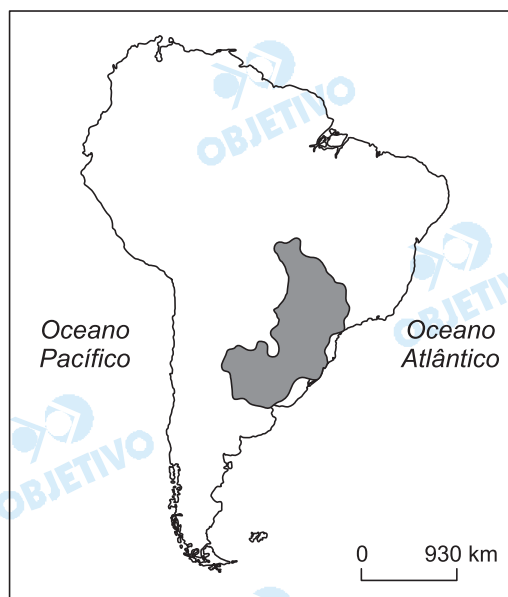 OBJETIVO
OBJETIVO
Oceano
Pacífico
Oceano
Atlântico
OBJETIVO
0 930 km